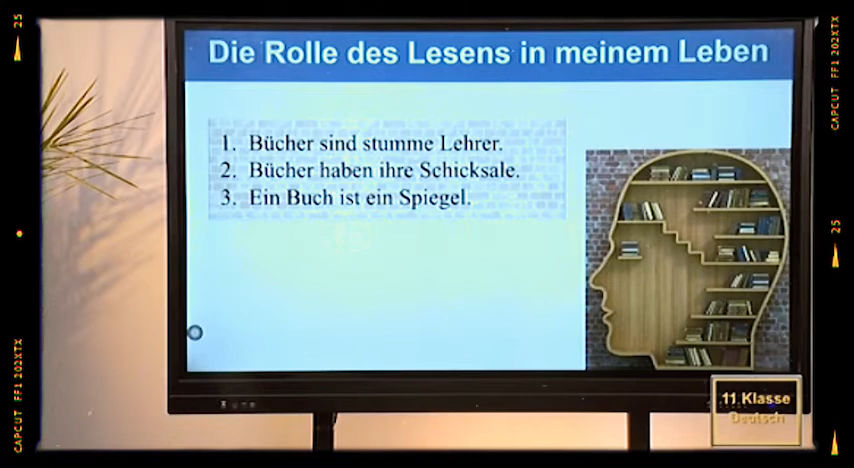 Die Rolle des Lesens in meinem Leben
1. Bücher sind stumme Lehrer.
2. Bücher haben ihre Schicksale.
3. Ein Buch ist ein Spiegel.
11 Klasse
Deutsch
25
CAPCUT FF1 202XTX
CAPCUT FF1 202XTX
25